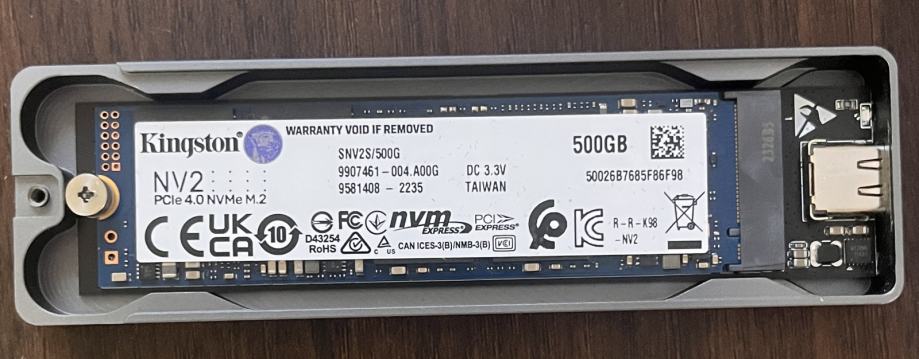 WARRANTY VOID IF REMOVED
Kingston®
NV2
PCIe 4.0 NVMe M.2
SNV2S/500G
9907461-004.A00G
9581408 - 2235
DC 3.3V
TAIWAN
500GB
50026B7685F86F98
CE UK CA 10
D43254
RoHS
FC
nvm EXPRESS
PCI EXPRESS®
C US
CAN ICES-3(B)/NMB-3(B)
VCI
R-R-K98
-NV2